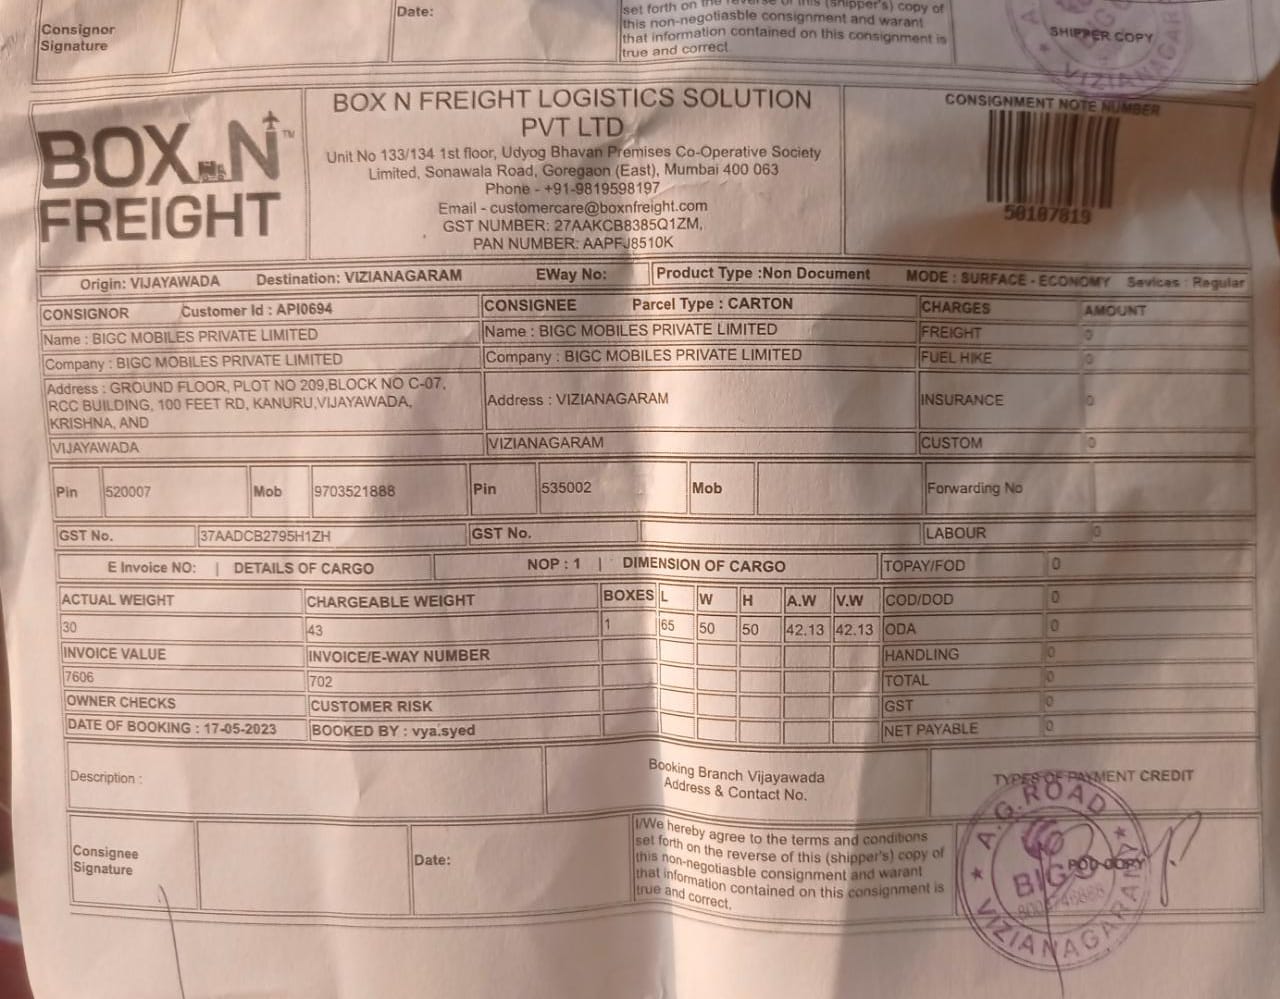 Consignor
Signature
Date:
set forth on the reverse of this (shipper's) copy of
this non-negotiasble consignment and warant
that information contained on this consignment is
true and correct.
SHIPPER COPY
VIZIANAGAR
BOX N
FREIGHT
TM
BOX N FREIGHT LOGISTICS SOLUTION
PVT LTD
Unit No 133/134 1st floor, Udyog Bhavan Premises Co-Operative Society
Limited, Sonawala Road, Goregaon (East), Mumbai 400 063
Phone - +91-9819598197
Email - customercare@boxnfreight.com
GST NUMBER: 27AAKCB8385Q1ZM,
PAN NUMBER: AAPFJ8510K
CONSIGNMENT NOTE NUMBER
50107819
Origin: VIJAYAWADA Destination: VIZIANAGARAM EWay No: Product Type :Non Document MODE : SURFACE - ECONOMY Sevices : Regular
CONSIGNOR Customer Id : API0694 CONSIGNEE Parcel Type : CARTON CHARGES AMOUNT
Name : BIGC MOBILES PRIVATE LIMITED Name : BIGC MOBILES PRIVATE LIMITED FREIGHT 0
Company : BIGC MOBILES PRIVATE LIMITED Company : BIGC MOBILES PRIVATE LIMITED FUEL HIKE 0
Address : GROUND FLOOR, PLOT NO 209,BLOCK NO C-07,
RCC BUILDING, 100 FEET RD, KANURU,VIJAYAWADA,
KRISHNA, AND
Address : VIZIANAGARAM INSURANCE 0
VIJAYAWADA VIZIANAGARAM CUSTOM 0
Pin 520007 Mob 9703521888 Pin 535002 Mob Forwarding No
GST No. 37AADCB2795H1ZH GST No. LABOUR 0
E Invoice NO: | DETAILS OF CARGO NOP : 1 | DIMENSION OF CARGO TOPAY/FOD 0
ACTUAL WEIGHT CHARGEABLE WEIGHT BOXES L W H A.W V.W COD/DOD 0
30 43 1 65 50 50 42.13 42.13 ODA 0
INVOICE VALUE INVOICE/E-WAY NUMBER HANDLING 0
7606 702 TOTAL 0
OWNER CHECKS CUSTOMER RISK GST 0
DATE OF BOOKING : 17-05-2023 BOOKED BY : vya.syed NET PAYABLE 0
Description :
Booking Branch Vijayawada
Address & Contact No.
TYPES OF PAYMENT CREDIT
Consignee
Signature
Date:
I/We hereby agree to the terms and conditions
set forth on the reverse of this (shipper's) copy of
this non-negotiasble consignment and warant
that information contained on this consignment is
true and correct.
POD COPY
A.G.ROAD
BIG C
VIZIANAGARAM